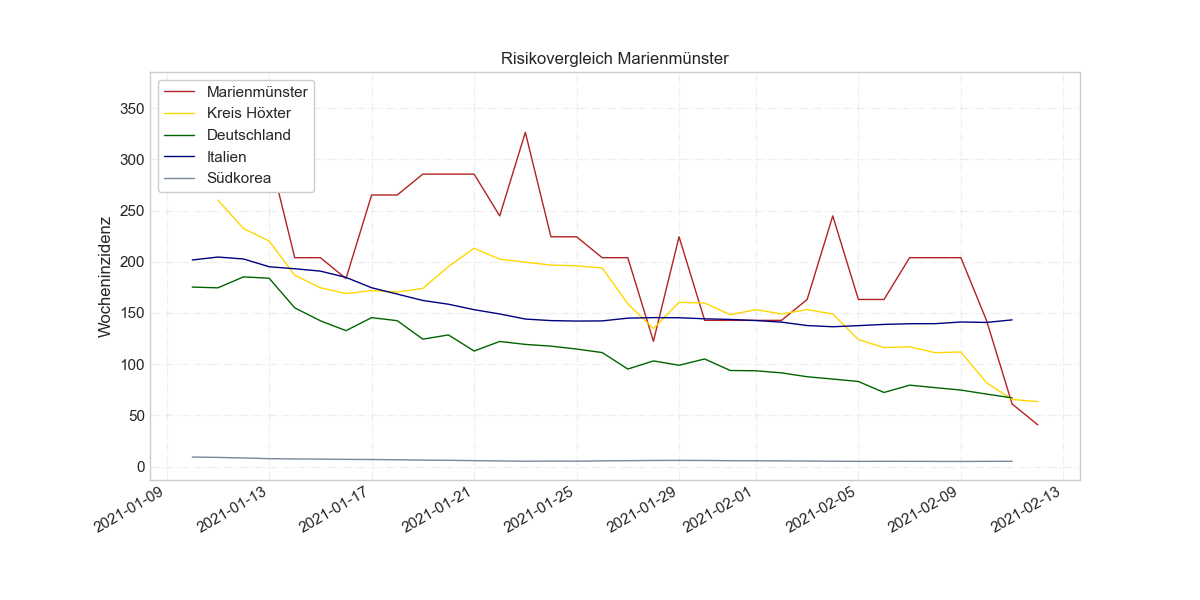 Risikovergleich Marienmünster
Marienmünster
Kreis Höxter
Deutschland
Italien
Südkorea
Wocheninzidenz
350
300
250
200
150
100
50
0
2021-01-09
2021-01-13
2021-01-17
2021-01-21
2021-01-25
2021-01-29
2021-02-01
2021-02-05
2021-02-09
2021-02-13